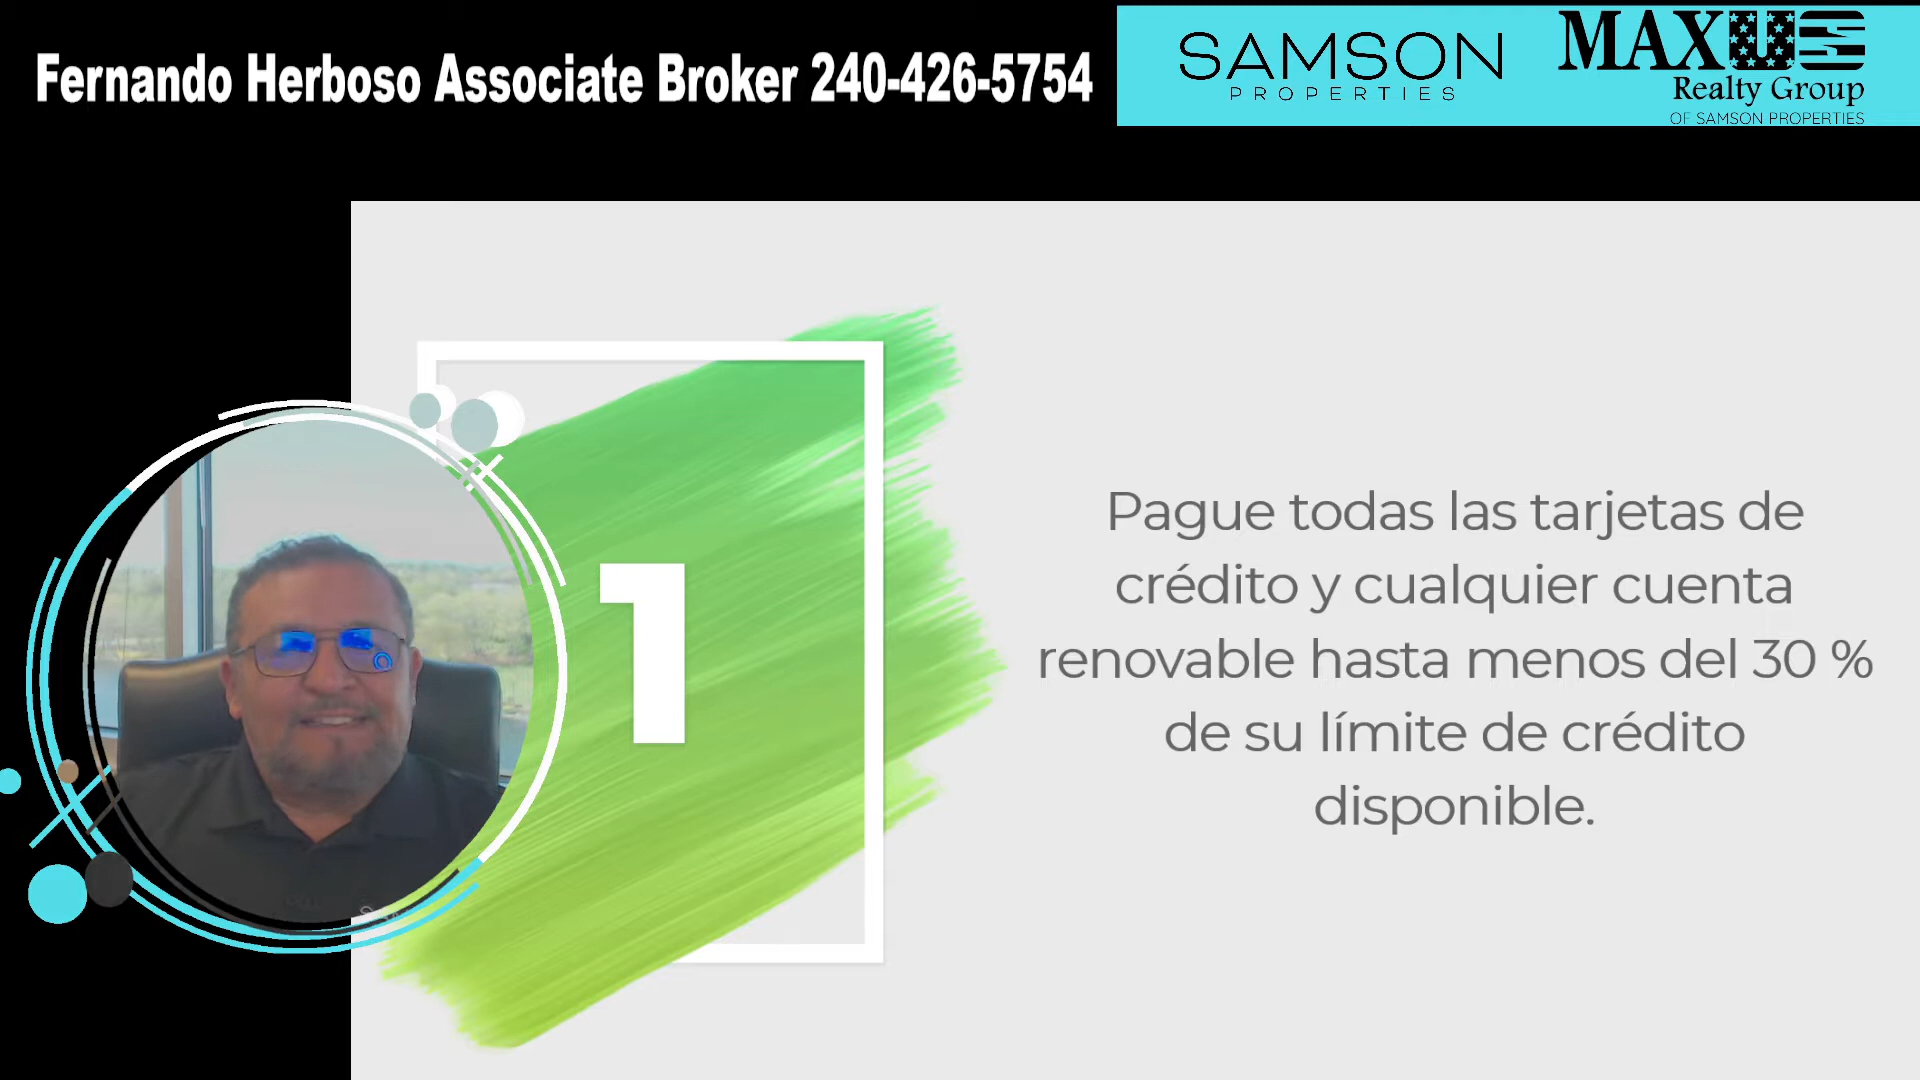 Fernando Herboso Associate Broker 240-426-5754
SAMSON
PROPERTIES
MAXUS
Realty Group
OF SAMSON PROPERTIES
1
Pague todas las tarjetas de
crédito y cualquier cuenta
renovable hasta menos del 30 %
de su límite de crédito
disponible.